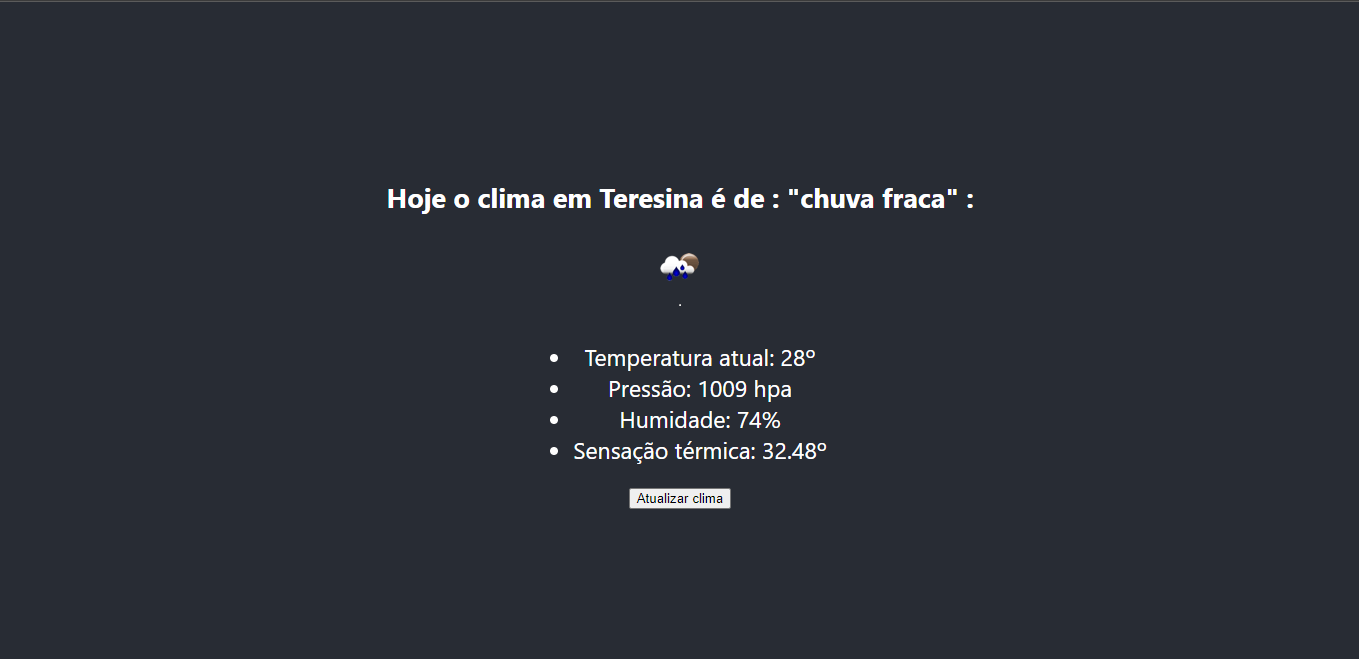 Hoje o clima em Teresina é de : "chuva fraca" :
.
• Temperatura atual: 28º
• Pressão: 1009 hpa
• Humidade: 74%
• Sensação térmica: 32.48º
Atualizar clima